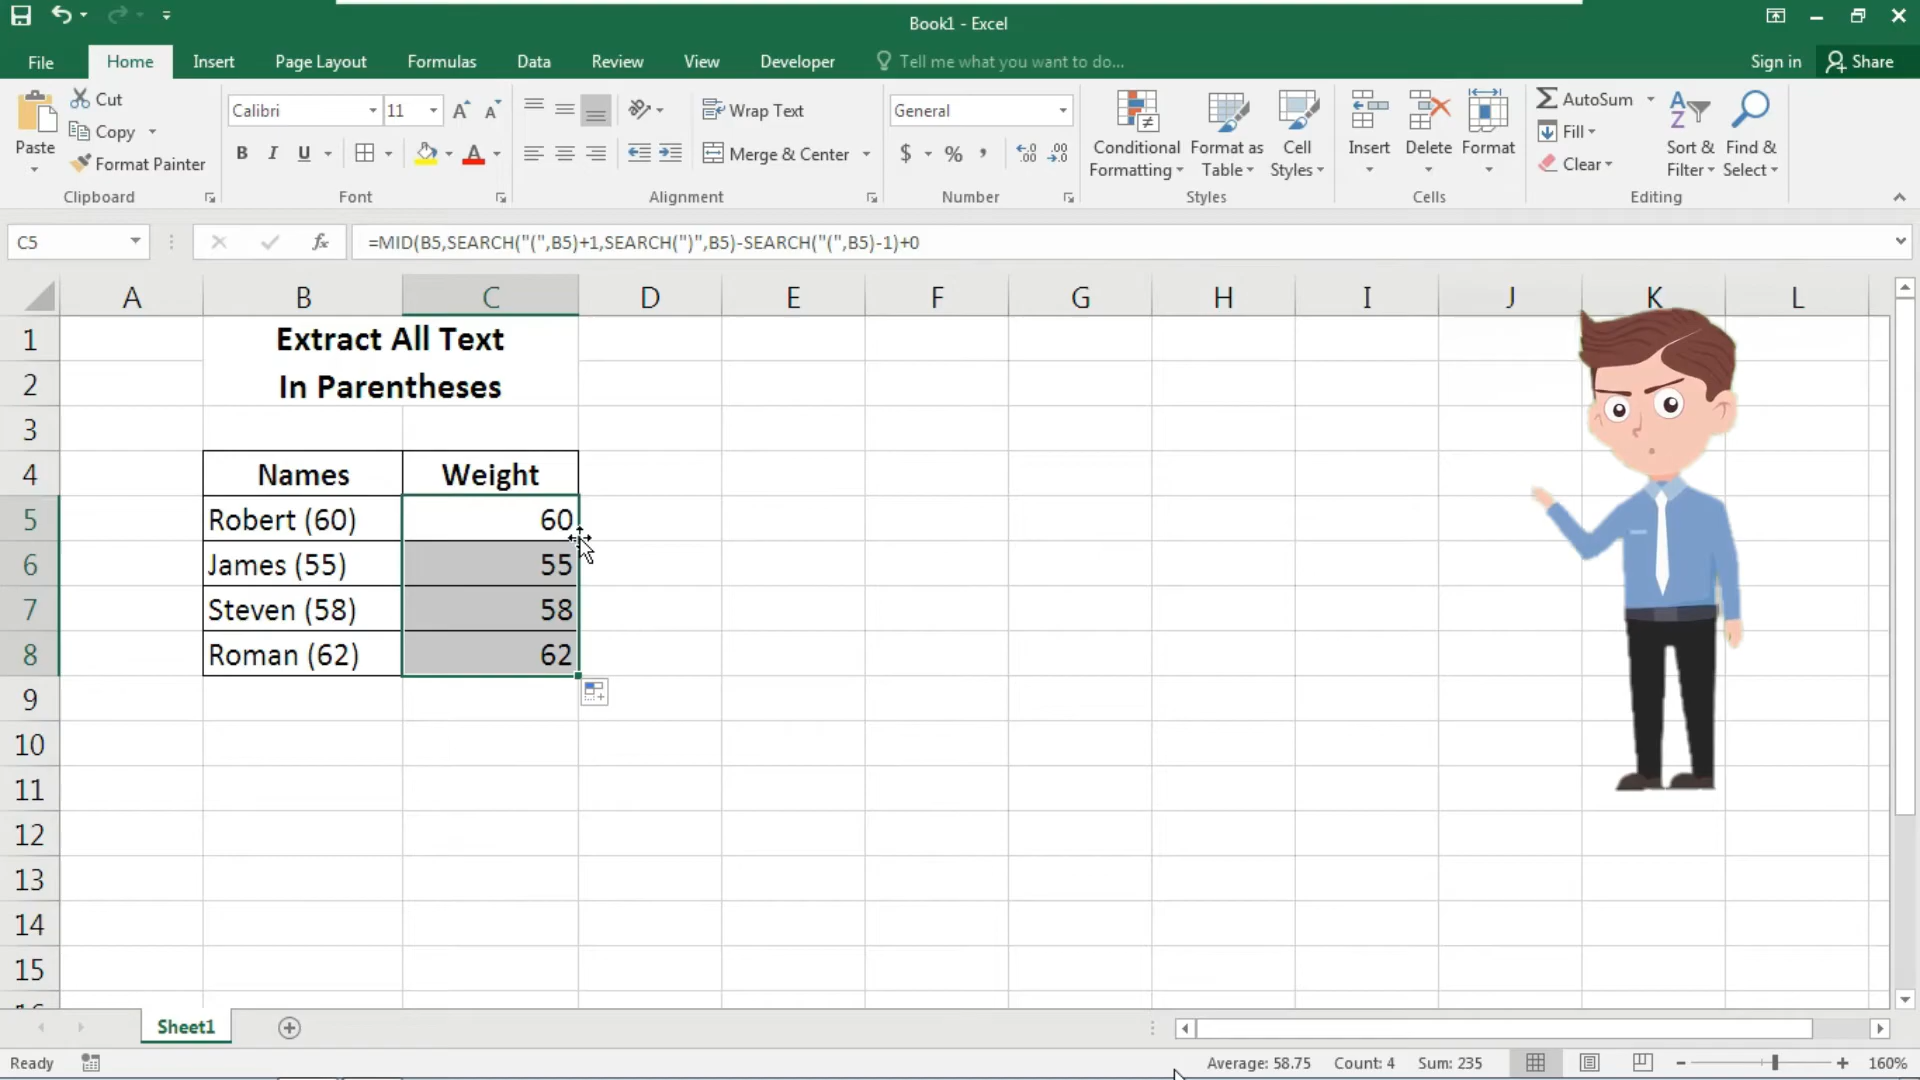 Book1 - Excel
File Home Insert Page Layout Formulas Data Review View Developer Tell me what you want to do... Sign in Share
Paste Cut Copy Format Painter
Clipboard
Calibri 11
B I U
Font
Wrap Text
Merge & Center
Alignment
General
$ % ,
Number
Conditional Formatting Format as Table Cell Styles
Styles
Insert Delete Format
Cells
AutoSum
Fill
Clear
Sort & Filter Find & Select
Editing
C5 fx =MID(B5,SEARCH("(",B5)+1,SEARCH(")",B5)-SEARCH("(",B5)-1)+0
A B C D E F G H I J K L
1 Extract All Text
2 In Parentheses
3
4 Names Weight
5 Robert (60) 60
6 James (55) 55
7 Steven (58) 58
8 Roman (62) 62
9
10
11
12
13
14
15
Sheet1
Ready Average: 58.75 Count: 4 Sum: 235 160%